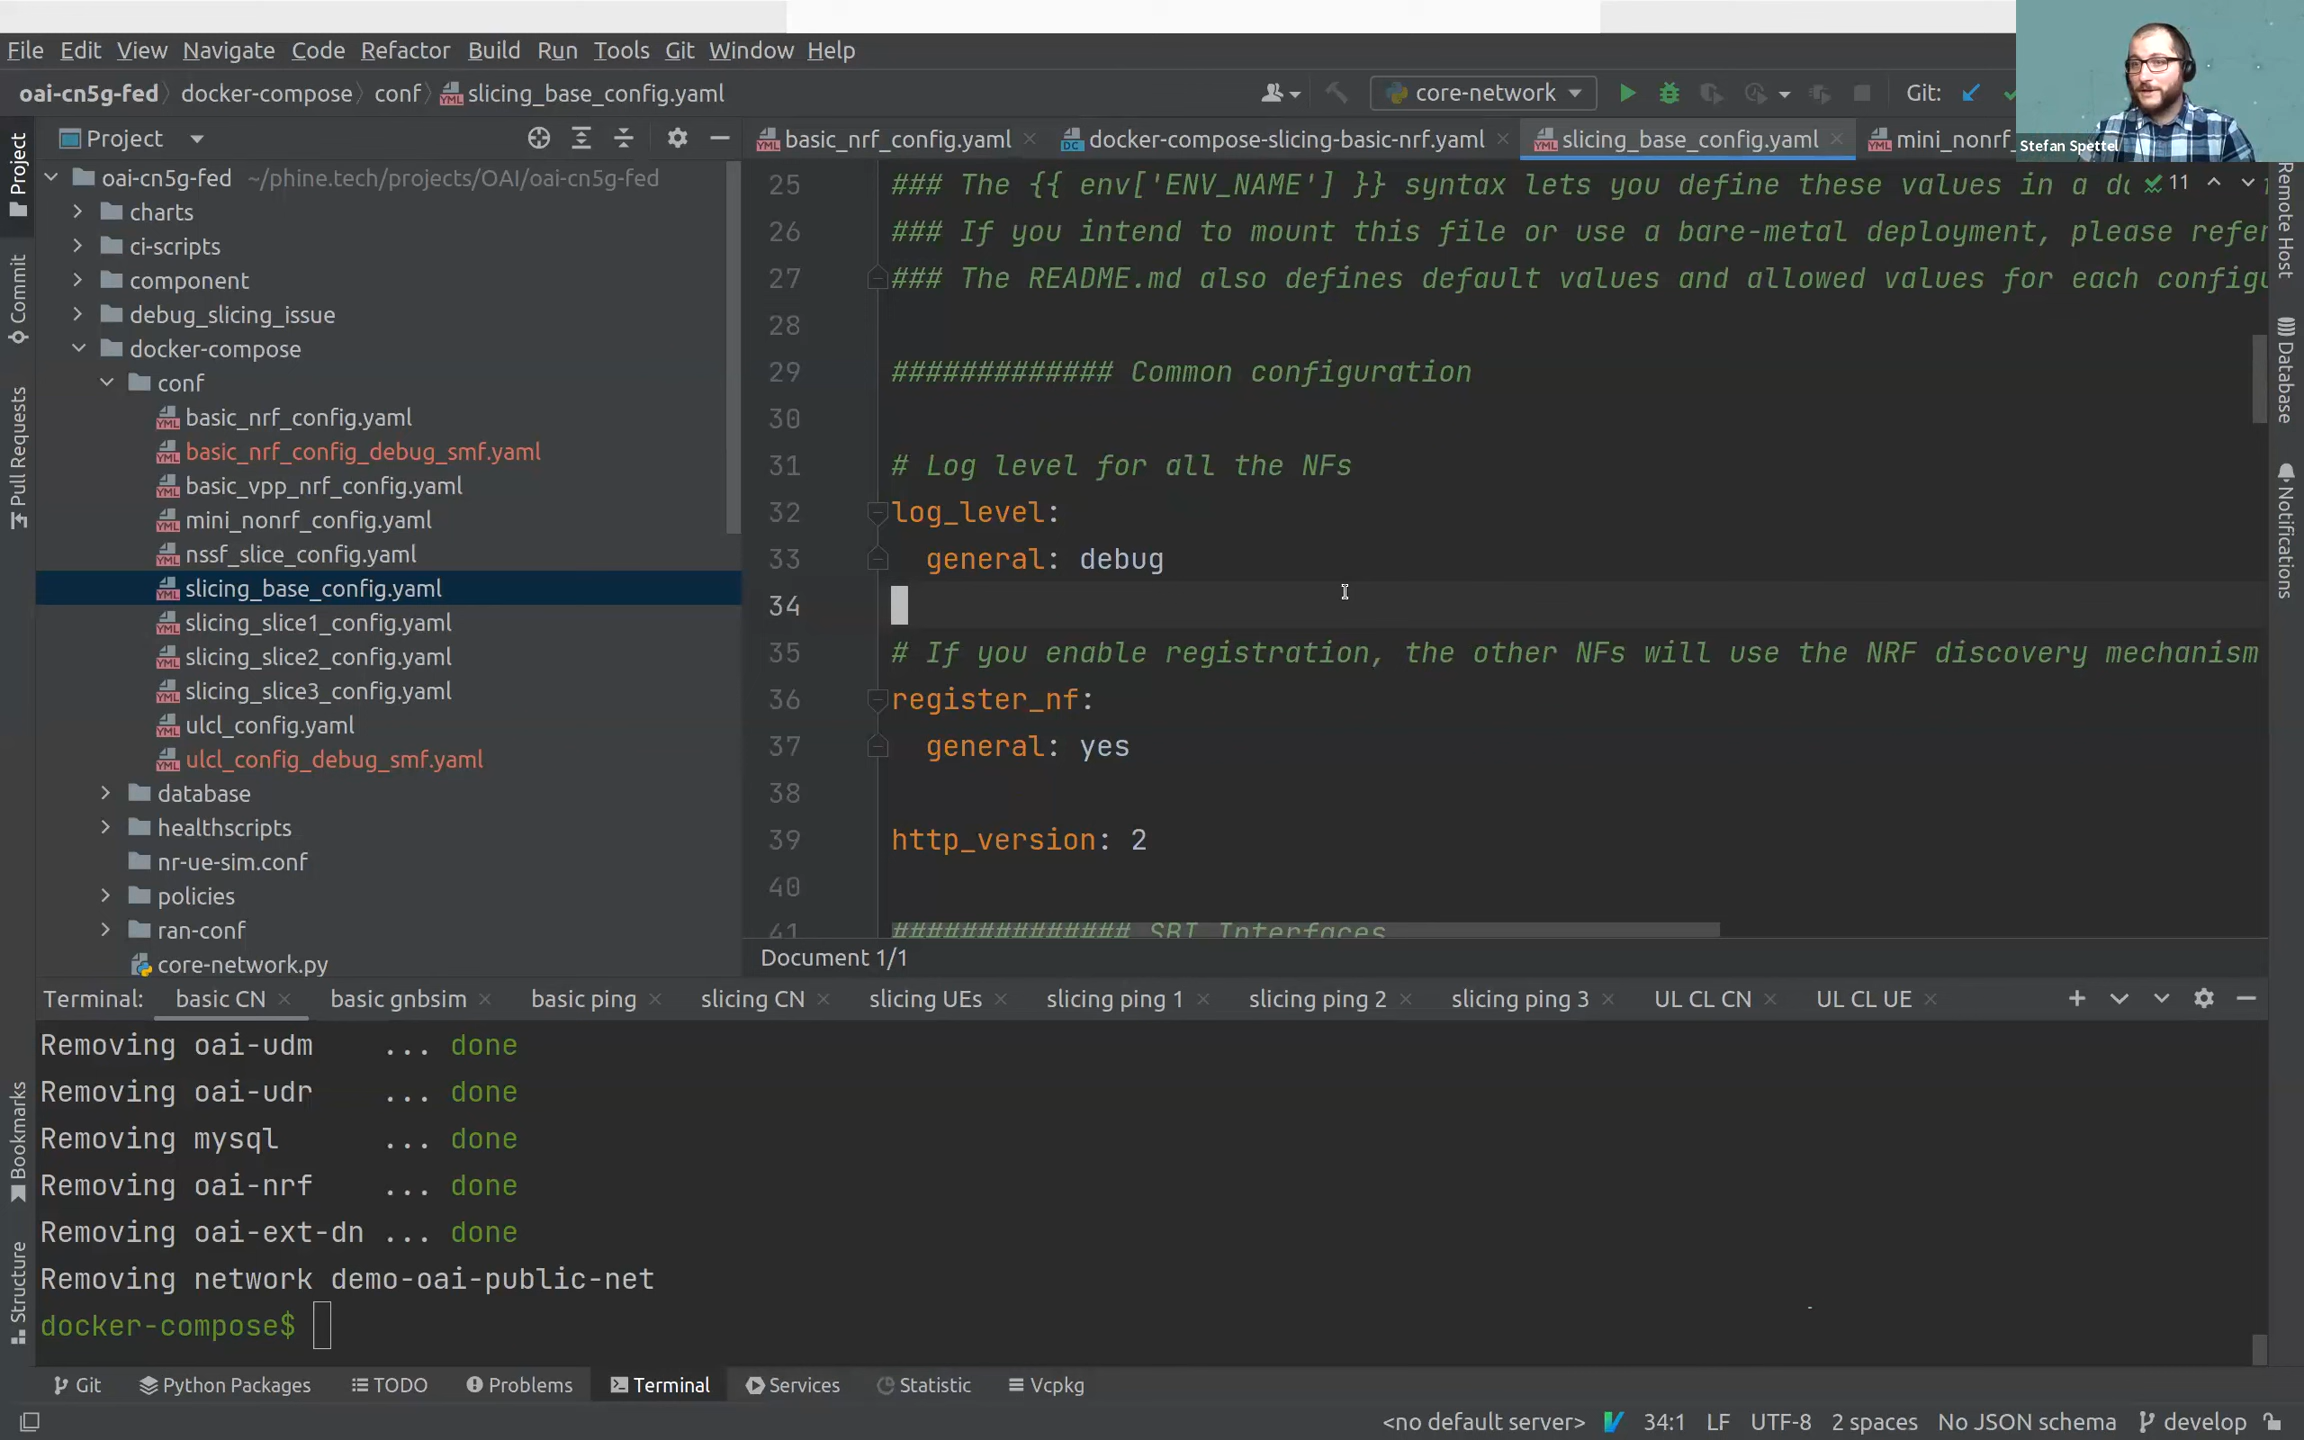 File Edit View Navigate Code Refactor Build Run Tools Git Window Help
oai-cn5g-fed docker-compose conf slicing_base_config.yaml
core-network
Git:
Stefan Spettel
Project
basic_nrf_config.yaml
docker-compose-slicing-basic-nrf.yaml
slicing_base_config.yaml
mini_nonrf_
oai-cn5g-fed ~/phine.tech/projects/OAI/oai-cn5g-fed
charts
ci-scripts
component
debug_slicing_issue
docker-compose
conf
basic_nrf_config.yaml
basic_nrf_config_debug_smf.yaml
basic_vpp_nrf_config.yaml
mini_nonrf_config.yaml
nssf_slice_config.yaml
slicing_base_config.yaml
slicing_slice1_config.yaml
slicing_slice2_config.yaml
slicing_slice3_config.yaml
ulcl_config.yaml
ulcl_config_debug_smf.yaml
database
healthscripts
nr-ue-sim.conf
policies
ran-conf
core-network.py
25 ### The {{ env['ENV_NAME'] }} syntax lets you define these values in a do
11
26 ### If you intend to mount this file or use a bare-metal deployment, please refer
27 ### The README.md also defines default values and allowed values for each configu
28
29 ############# Common configuration
30
31 # Log level for all the NFs
32 log_level:
33 general: debug
34
35 # If you enable registration, the other NFs will use the NRF discovery mechanism
36 register_nf:
37 general: yes
38
39 http_version: 2
40
41 ############## SBI Interfaces
Document 1/1
Project
Commit
Pull Requests
Bookmarks
Structure
Remote Host
Database
Notifications
Terminal: basic CN basic gnbsim basic ping slicing CN slicing UEs slicing ping 1 slicing ping 2 slicing ping 3 UL CL CN UL CL UE
Removing oai-udm ... done
Removing oai-udr ... done
Removing mysql ... done
Removing oai-nrf ... done
Removing oai-ext-dn ... done
Removing network demo-oai-public-net
docker-compose$
Git Python Packages TODO Problems Terminal Services Statistic Vcpkg
<no default server> 34:1 LF UTF-8 2 spaces No JSON schema develop